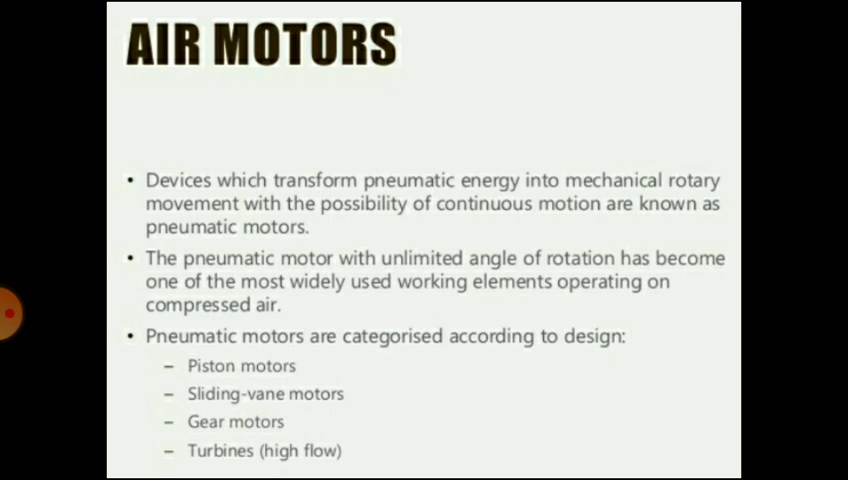 AIR MOTORS
• Devices which transform pneumatic energy into mechanical rotary
movement with the possibility of continuous motion are known as
pneumatic motors.
• The pneumatic motor with unlimited angle of rotation has become
one of the most widely used working elements operating on
compressed air.
• Pneumatic motors are categorised according to design:
– Piston motors
– Sliding-vane motors
– Gear motors
– Turbines (high flow)